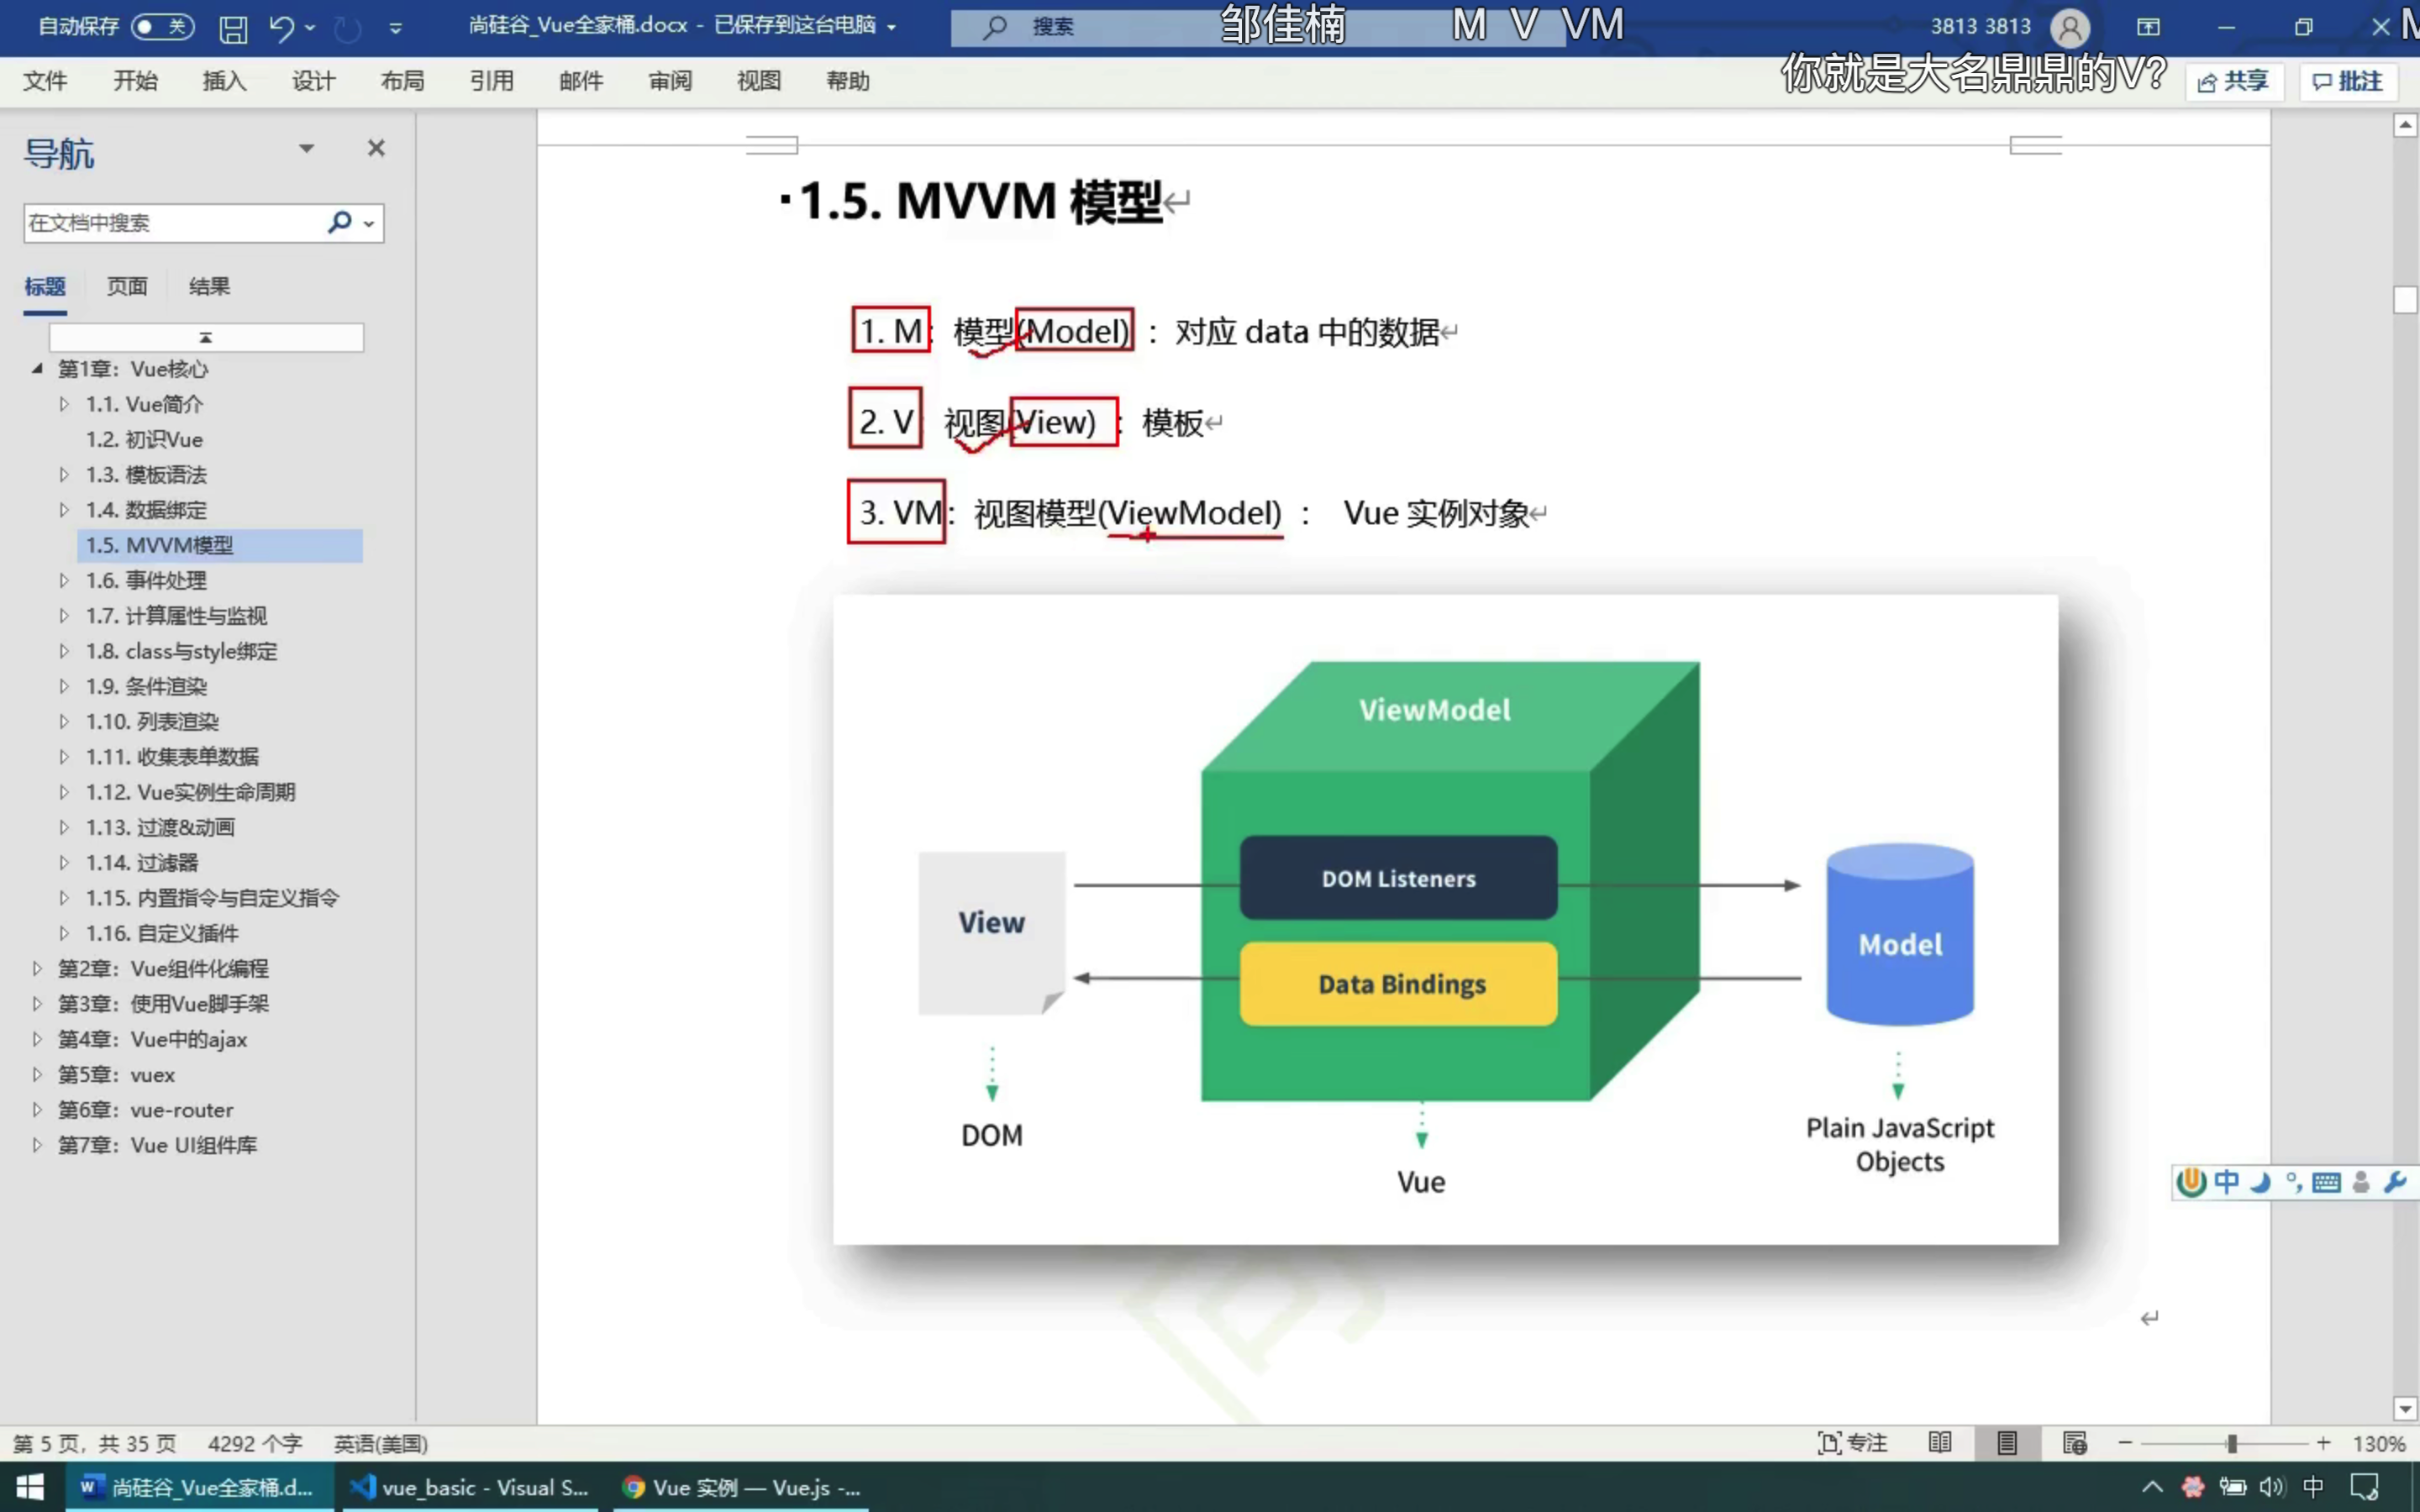 自动保存 关 尚硅谷_Vue全家桶.docx - 已保存到这台电脑 搜索 邹佳楠 M V VM 3813 3813
文件 开始 插入 设计 布局 引用 邮件 审阅 视图 帮助 你就是大名鼎鼎的V? 共享 批注
导航
在文档中搜索
标题 页面 结果
第1章：Vue核心
1.1. Vue简介
1.2. 初识Vue
1.3. 模板语法
1.4. 数据绑定
1.5. MVVM模型
1.6. 事件处理
1.7. 计算属性与监视
1.8. class与style绑定
1.9. 条件渲染
1.10. 列表渲染
1.11. 收集表单数据
1.12. Vue实例生命周期
1.13. 过渡&动画
1.14. 过滤器
1.15. 内置指令与自定义指令
1.16. 自定义插件
第2章：Vue组件化编程
第3章：使用Vue脚手架
第4章：Vue中的ajax
第5章：vuex
第6章：vue-router
第7章：Vue UI组件库
1.5. MVVM 模型
1. M：模型(Model) ：对应 data 中的数据
2. V 视图(View) ：模板
3. VM：视图模型(ViewModel) ： Vue 实例对象
ViewModel
DOM Listeners
View
Model
Data Bindings
DOM
Vue
Plain JavaScript
Objects
中
第 5 页，共 35 页 4292 个字 英语(美国) 专注 130%
尚硅谷_Vue全家桶.d... vue_basic - Visual S... Vue 实例 — Vue.js -... 中